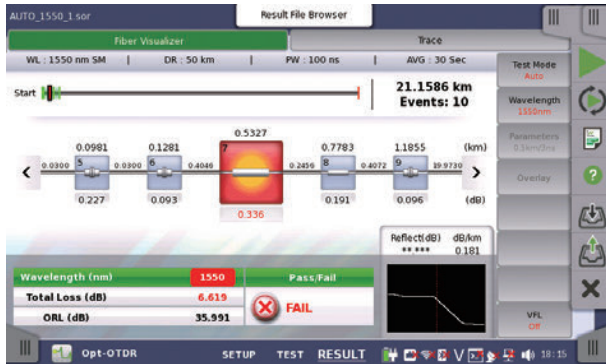 AUTO_1550_1.sor
Result File Browser
Fiber Visualizer
Trace
WL : 1550 nm SM | DR : 50 km | PW : 100 ns | AVG : 30 Sec
Start
21.1586 km
Events: 10
0.0981 0.1281 0.5327 0.7783 1.1855 (km)
0.0300 5 0.0300 6 0.4046 7 0.2456 8 0.4072 9 19.9730
0.227 0.093 0.336 0.191 0.096 (dB)
Reflect(dB) dB/km
**.*** 0.181
Wavelength (nm) 1550 Pass/Fail
Total Loss (dB) 6.619
ORL (dB) 35.991
FAIL
Test Mode
Auto
Wavelength
1550nm
Parameters
0.3km/3ns
Overlay
VFL
Off
Opt-OTDR
SETUP TEST RESULT
18:15